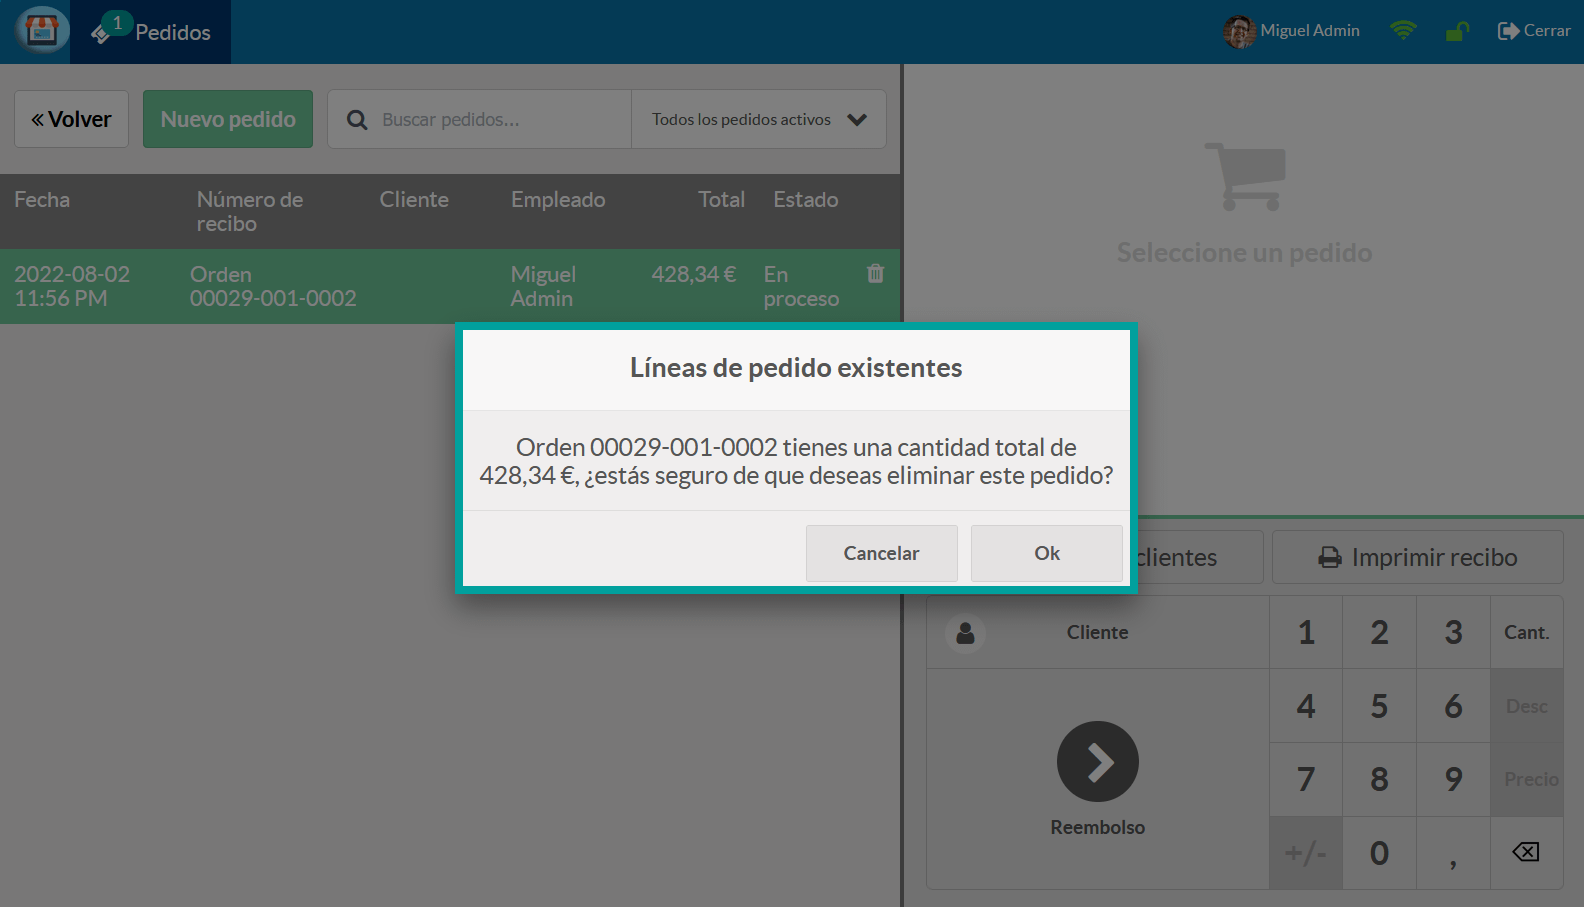 1
Pedidos
Miguel Admin
Cerrar
Volver
Nuevo pedido
Buscar pedidos...
Todos los pedidos activos
Fecha
Número de
recibo
Cliente
Empleado
Total
Estado
2022-08-02
11:56 PM
Orden
00029-001-0002
Miguel
Admin
428,34 €
En
proceso
Seleccione un pedido
Líneas de pedido existentes
Orden 00029-001-0002 tienes una cantidad total de
428,34 €, ¿estás seguro de que deseas eliminar este pedido?
Cancelar
Ok
clientes
Imprimir recibo
Cliente
1 2 3 Cant.
4 5 6 Desc
7 8 9 Precio
+/- 0 ,
Reembolso